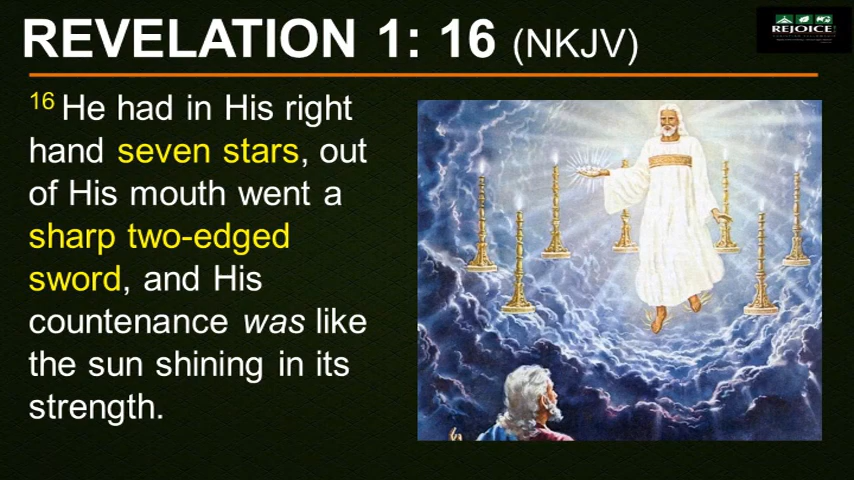 REVELATION 1: 16 (NKJV)
REJOICE
16 He had in His right
hand seven stars, out
of His mouth went a
sharp two-edged
sword, and His
countenance was like
the sun shining in its
strength.